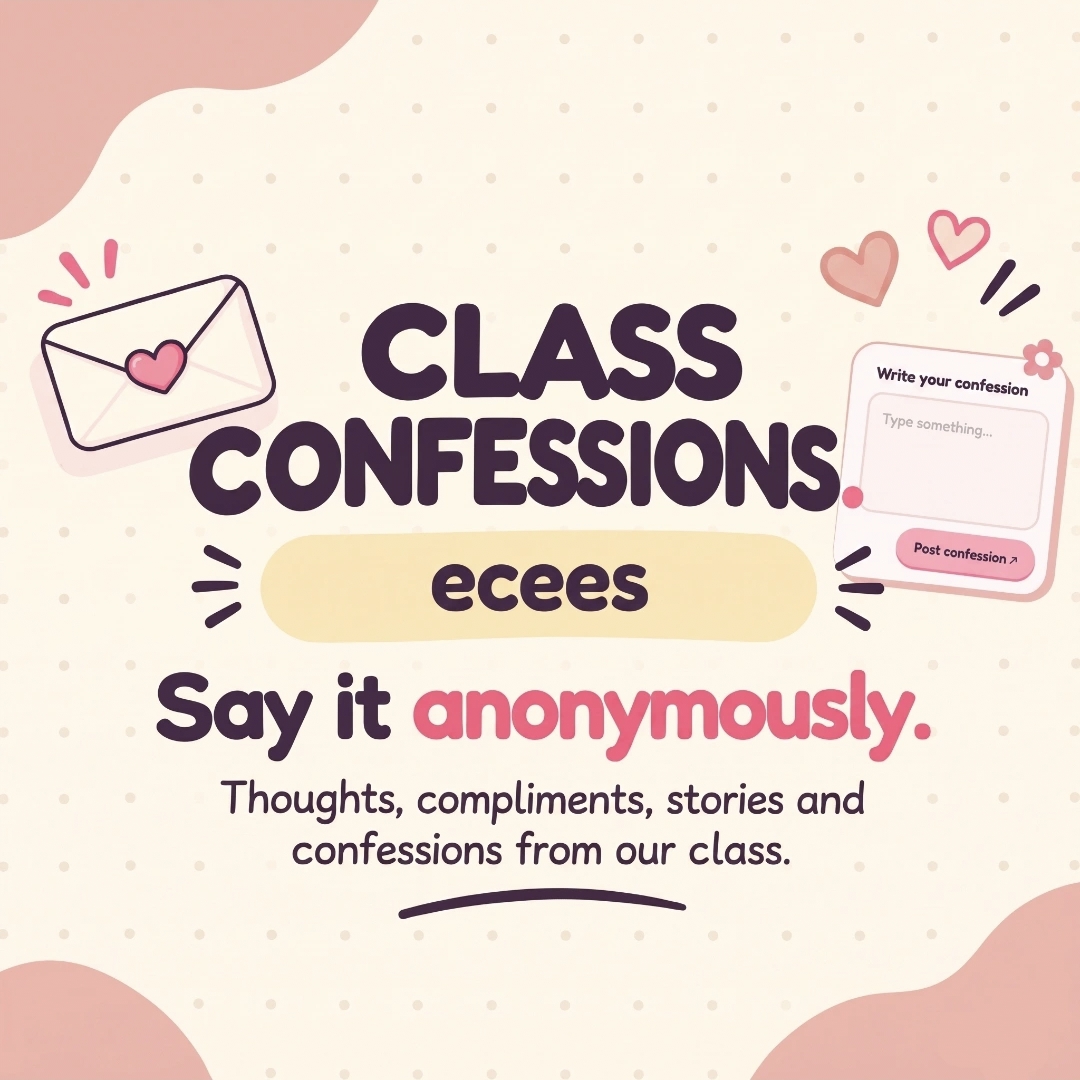 CLASS
CONFESSIONS
ecees
Say it anonymously.
Thoughts, compliments, stories and
confessions from our class.
Write your confession
Type something...
Post confession ↗